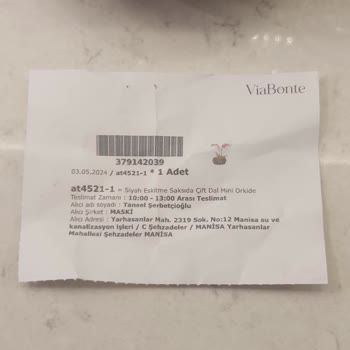 ViaBonte
379142039
03.05.2024 / at4521-1 * 1 Adet
at4521-1 = Siyah Eskitme Saksıda Çift Dal Mini Orkide
Teslimat Zamanı : 10:00 - 13:00 Arası Teslimat
Alıcı adı soyadı : Tansel Şerbetçioğlu
Alıcı Şirket : MASKİ
Alıcı Adresi : Yarhasanlar Mah. 2319 Sok. No:12 Manisa su ve
kanalizasyon işleri / C Şehzadeler / MANİSA Yarhasanlar
Mahallesi Şehzadeler MANİSA